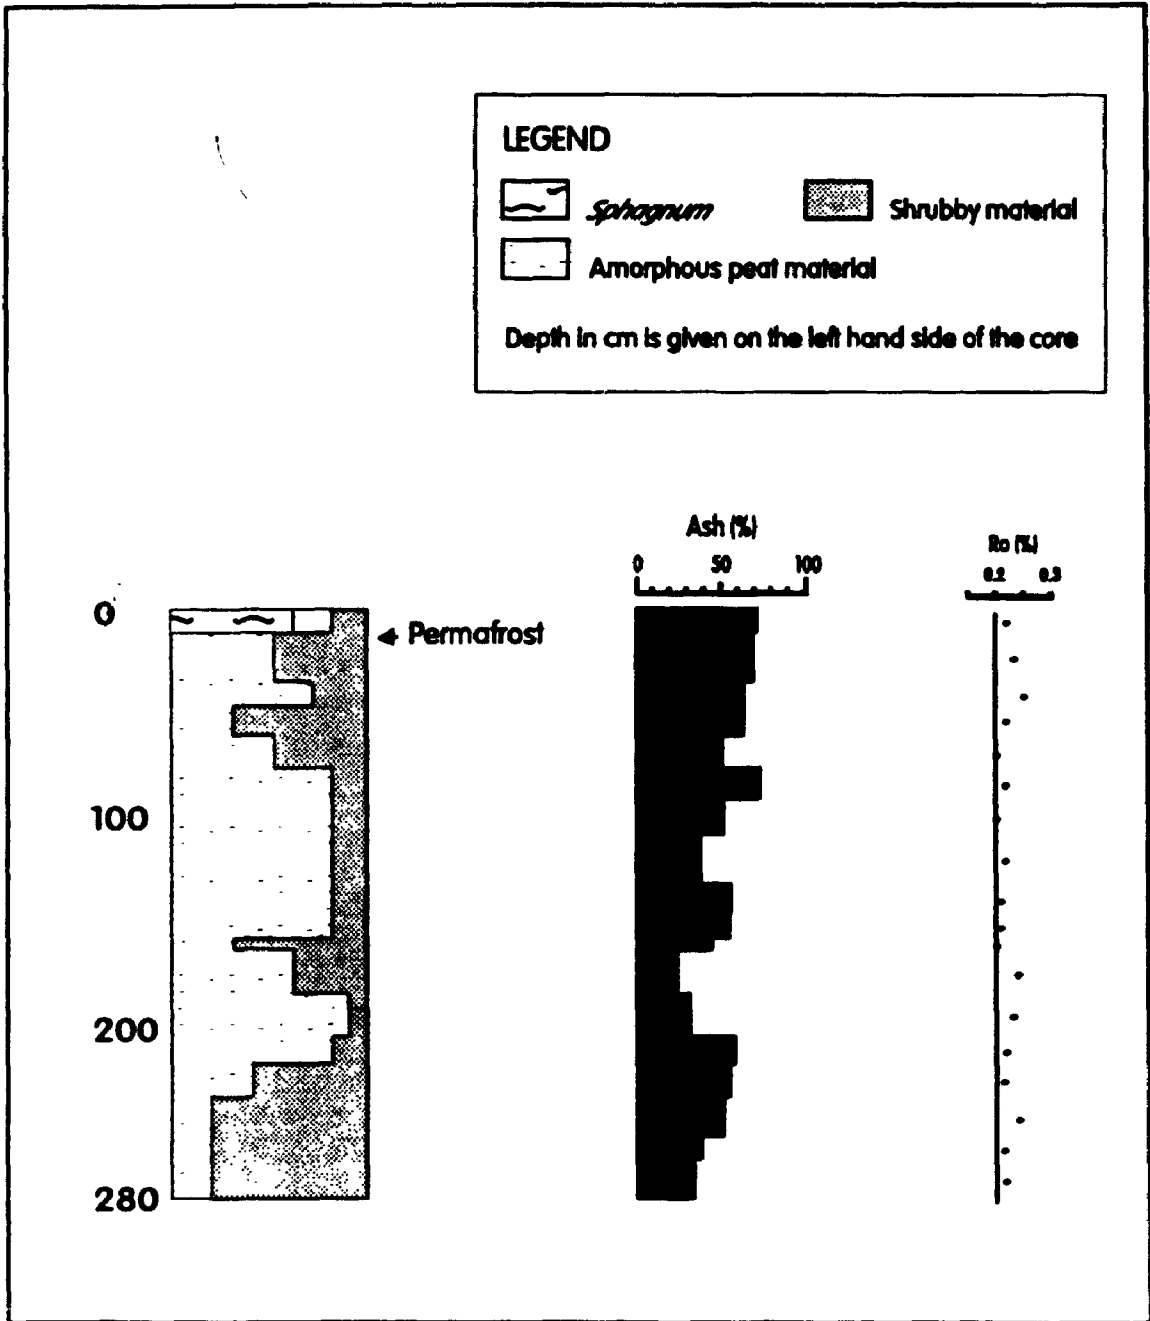 LEGEND
Sphagnum
Shrubby material
Amorphous peat material
Depth in cm is given on the left hand side of the core
Ash (%)
0 50 100
Ro (%)
0.2 0.3
0
Permafrost
100
200
280